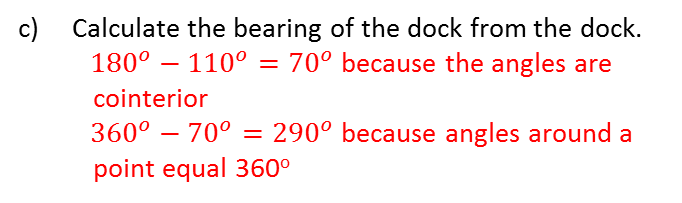 c) Calculate the bearing of the dock from the dock.
180° − 110° = 70° because the angles are
cointerior
360° − 70° = 290° because angles around a
point equal 360°